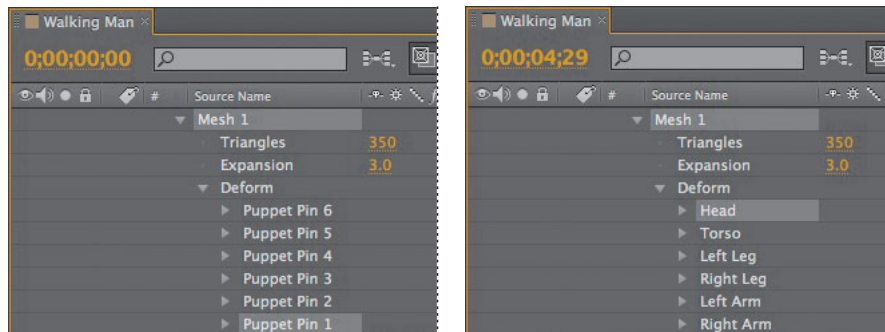 Walking Man
0;00;00;00
# Source Name
Mesh 1
Triangles 350
Expansion 3.0
Deform
Puppet Pin 6
Puppet Pin 5
Puppet Pin 4
Puppet Pin 3
Puppet Pin 2
Puppet Pin 1
Walking Man
0;00;04;29
# Source Name
Mesh 1
Triangles 350
Expansion 3.0
Deform
Head
Torso
Left Leg
Right Leg
Left Arm
Right Arm